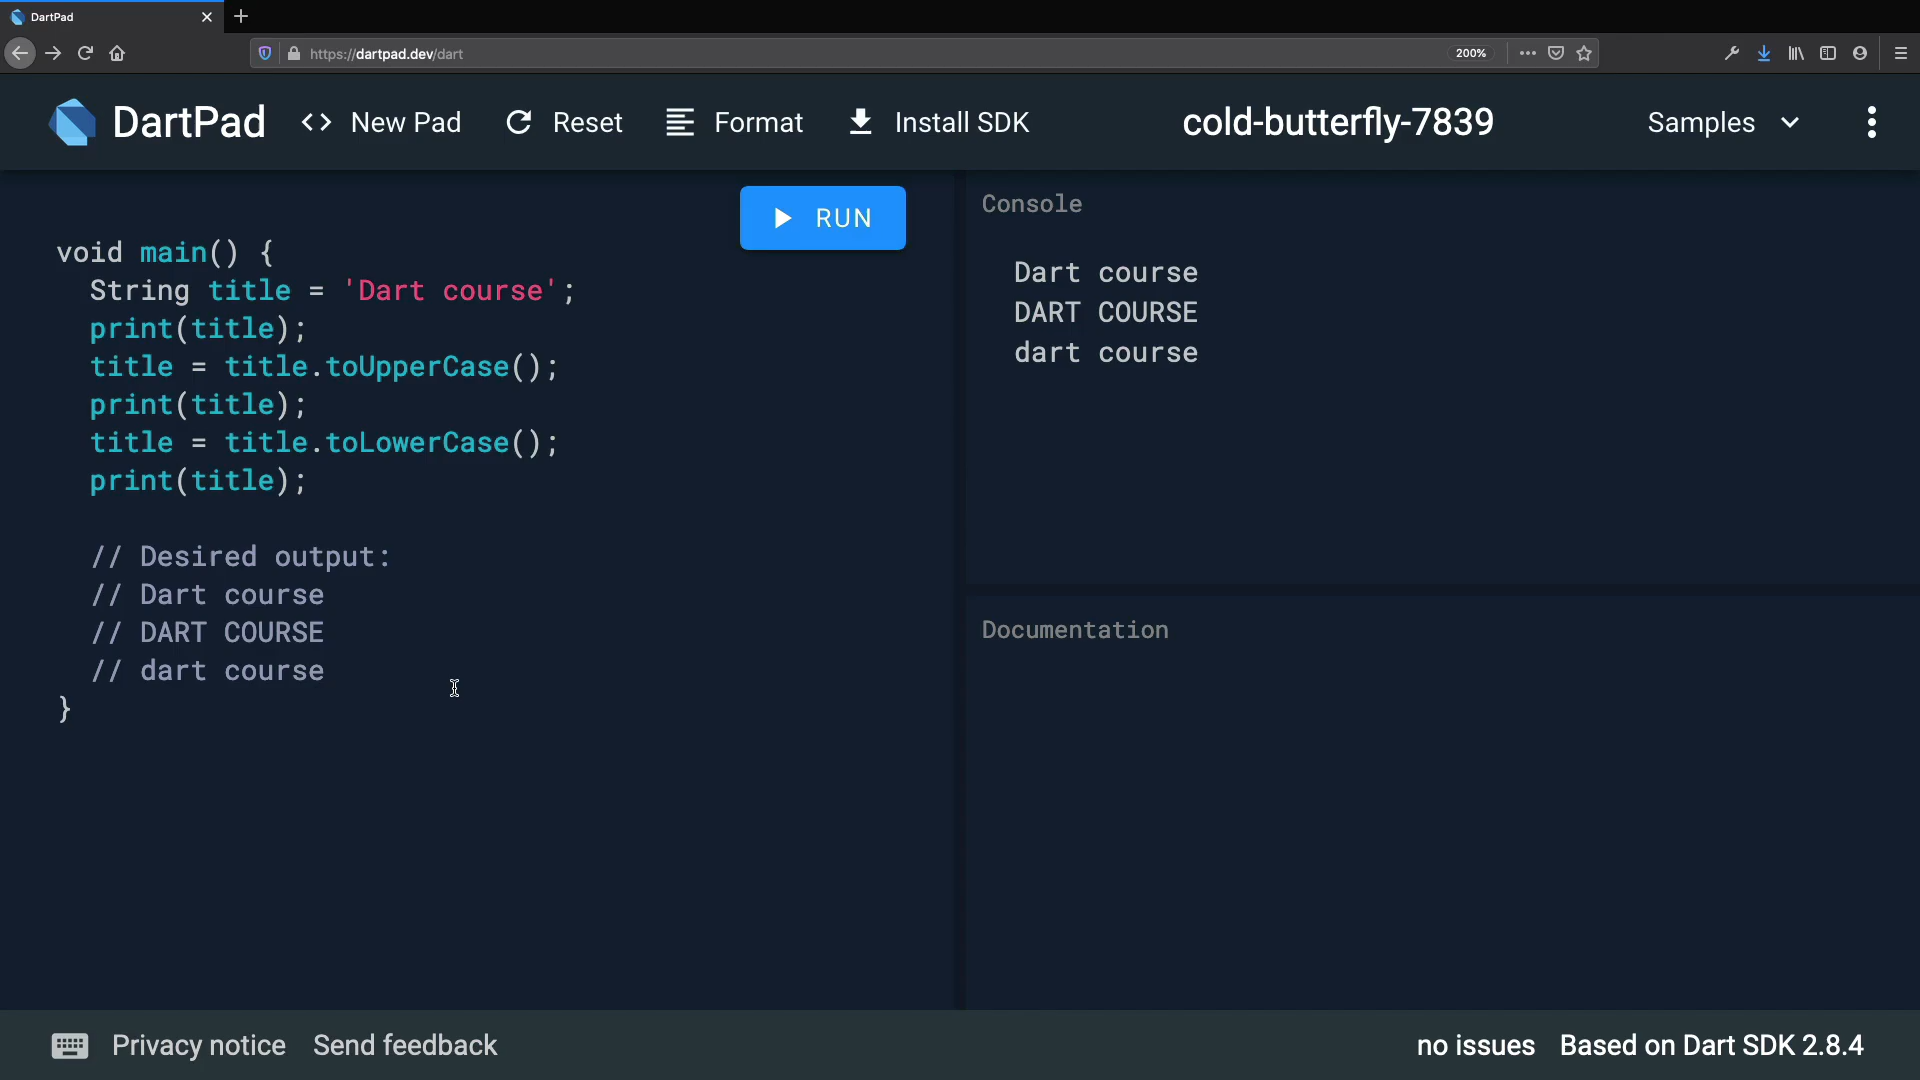 DartPad
https://dartpad.dev/dart
200%
DartPad
<> New Pad
Reset
Format
Install SDK
cold-butterfly-7839
Samples
RUN
void main() {
  String title = 'Dart course';
  print(title);
  title = title.toUpperCase();
  print(title);
  title = title.toLowerCase();
  print(title);

  // Desired output:
  // Dart course
  // DART COURSE
  // dart course
}
Console
Dart course
DART COURSE
dart course
Documentation
Privacy notice
Send feedback
no issues
Based on Dart SDK 2.8.4